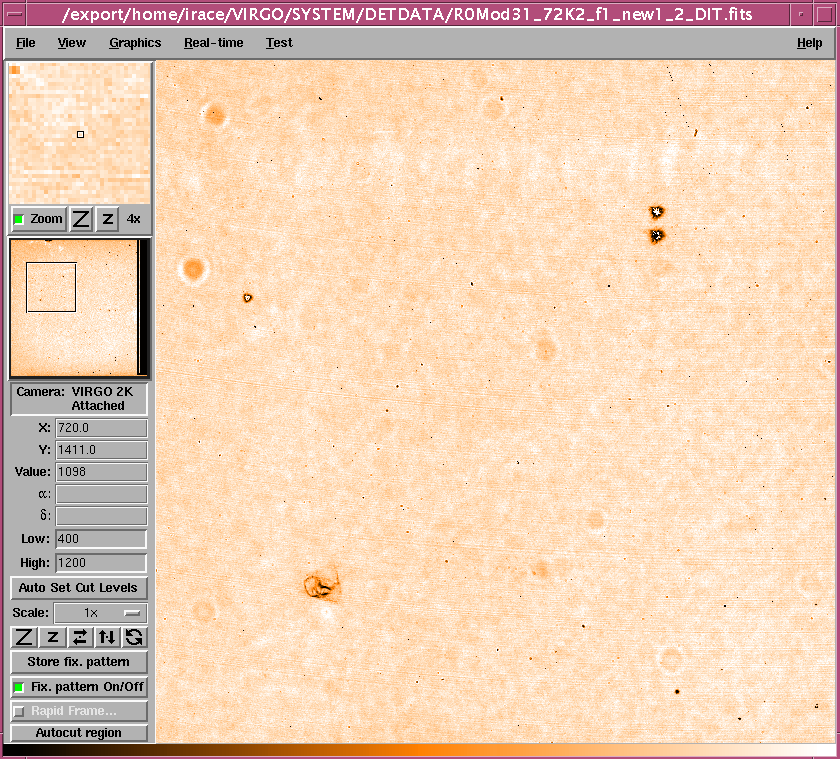 /export/home/irace/VIRGO/SYSTEM/DETDATA/R0Mod31_72K2_f1_new1_2_DIT.fits
File View Graphics Real-time Test Help
Zoom Z z 4x
Camera: VIRGO 2K
Attached
X: 720.0
Y: 1411.0
Value: 1098
α:
δ:
Low: 400
High: 1200
Auto Set Cut Levels
Scale: 1x
Z z
Store fix. pattern
Fix. pattern On/Off
Rapid Frame...
Autocut region